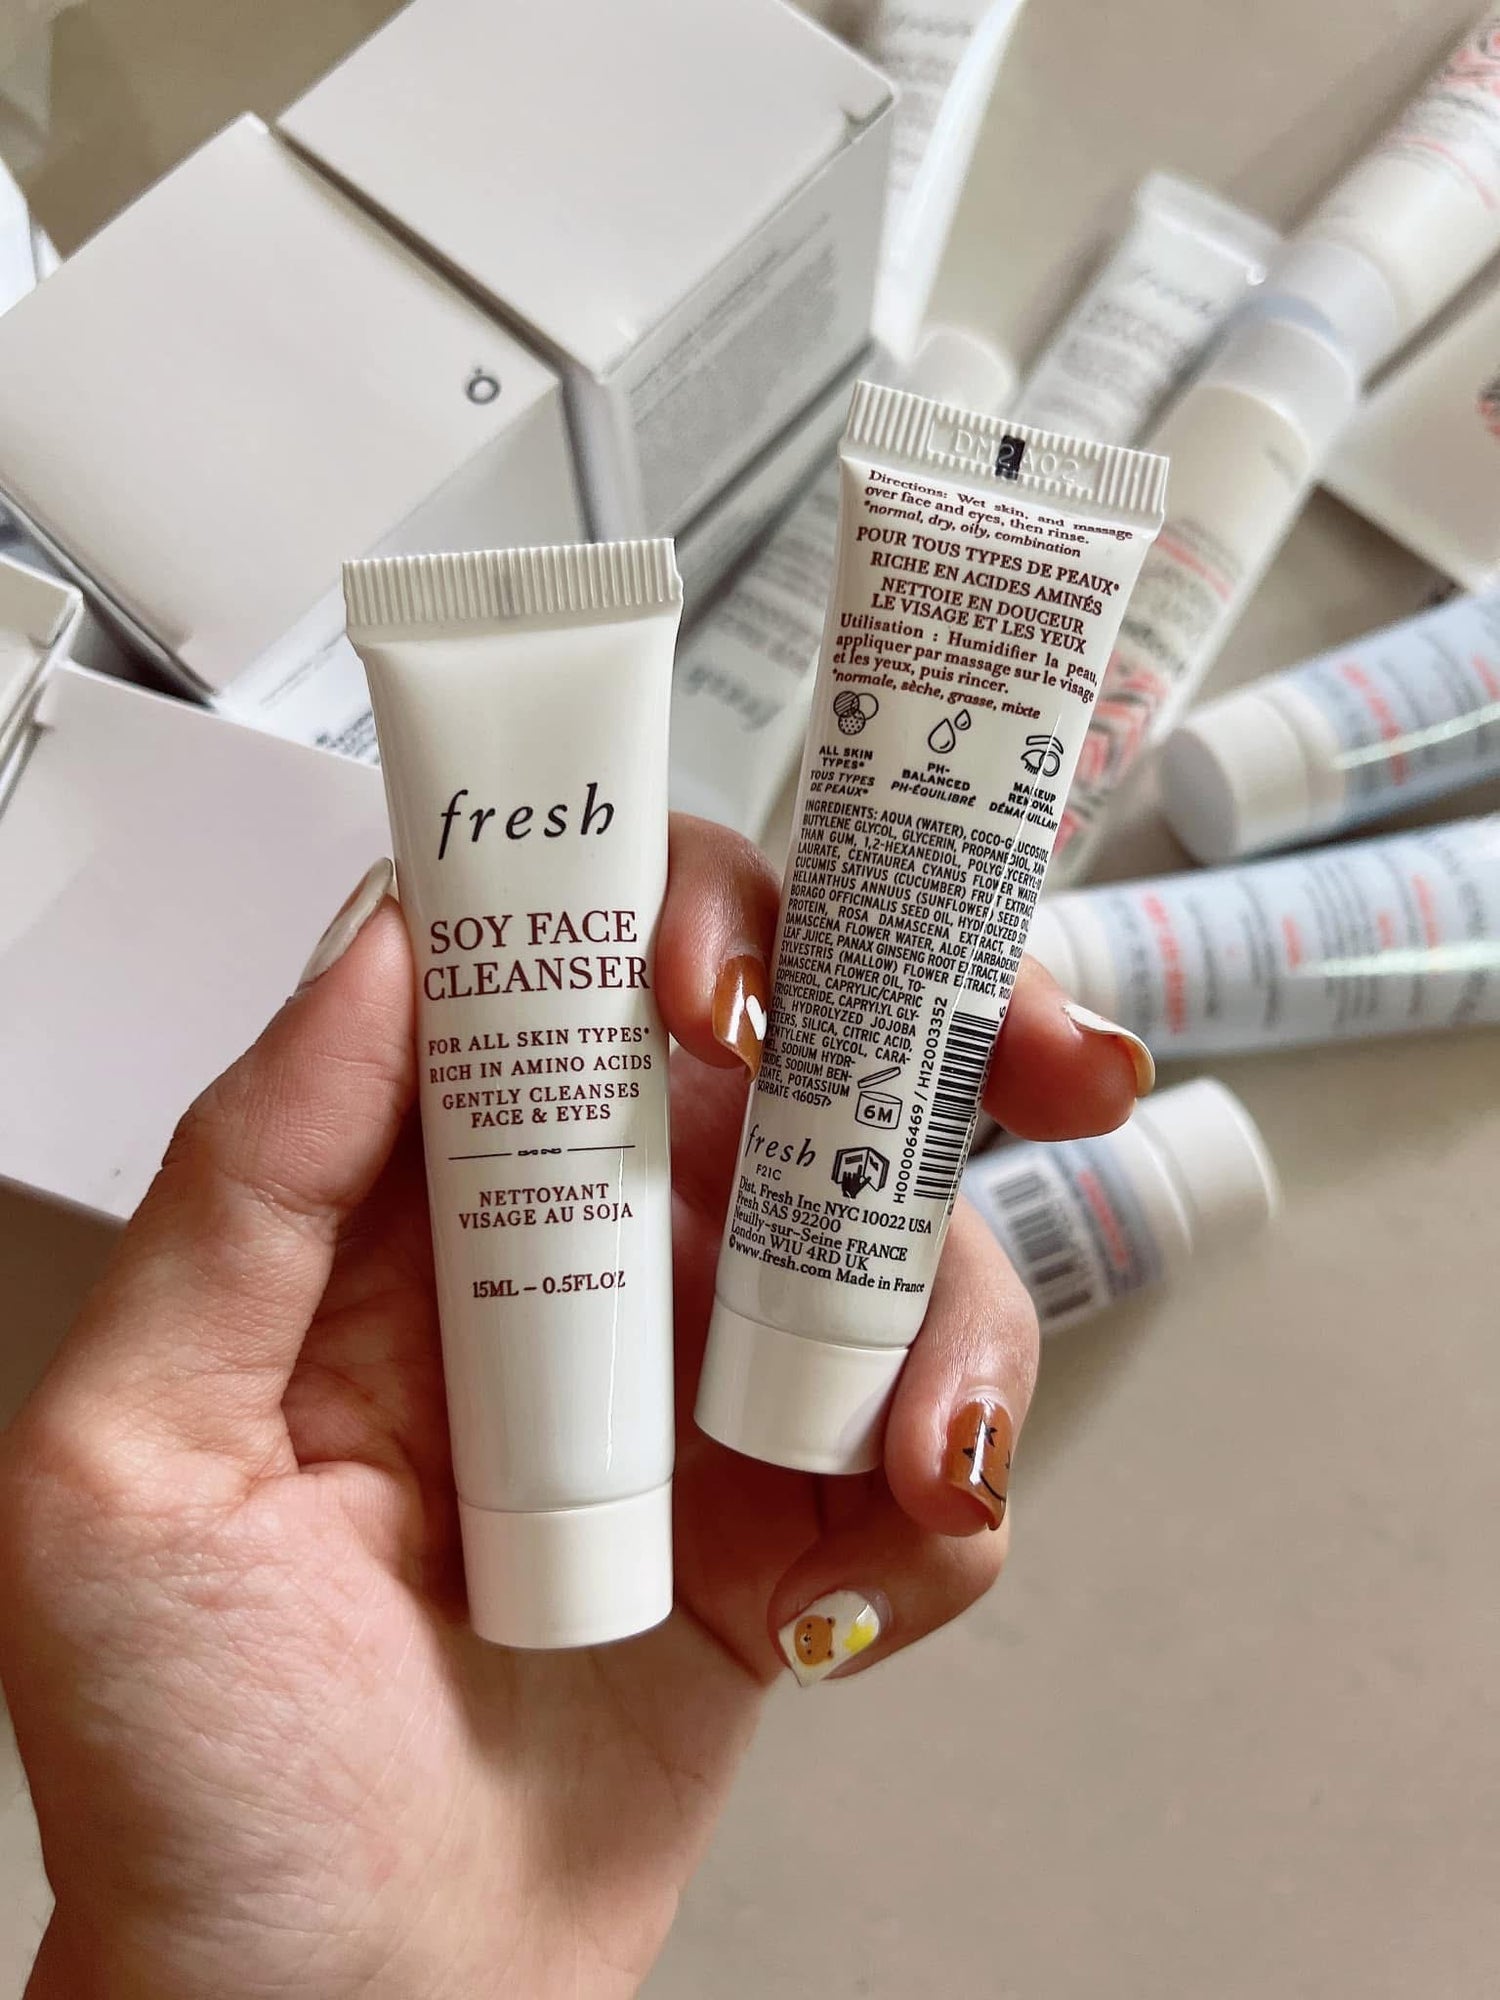 fresh
SOY FACE
CLEANSER
FOR ALL SKIN TYPES*
RICH IN AMINO ACIDS
GENTLY CLEANSES
FACE & EYES
NETTOYANT
VISAGE AU SOJA
15ML – 0.5FLOZ
DM2A02
Directions: Wet skin, and massage
over face and eyes, then rinse.
*normal, dry, oily, combination
POUR TOUS TYPES DE PEAUX*
RICHE EN ACIDES AMINÉS
NETTOIE EN DOUCEUR
LE VISAGE ET LES YEUX
Utilisation : Humidifier la peau,
appliquer par massage sur le visage
et les yeux, puis rincer.
*normale, sèche, grasse, mixte
ALL SKIN
TYPES*
TOUS TYPES
DE PEAUX*
PH-
BALANCED
PH-ÉQUILIBRÉ
MAKEUP
REMOVAL
DÉMAQUILLANT
INGREDIENTS: AQUA (WATER), COCO-GLUCOSIDE,
BUTYLENE GLYCOL, GLYCERIN, PROPANEDIOL, XAN-
THAN GUM, 1,2-HEXANEDIOL, POLYGLYCERYL-
LAURATE, CENTAUREA CYANUS FLOWER WATER,
CUCUMIS SATIVUS (CUCUMBER) FRUIT EXTRACT,
HELIANTHUS ANNUUS (SUNFLOWER) SEED OIL,
BORAGO OFFICINALIS SEED OIL, HYDROLYZED SOY
PROTEIN, ROSA DAMASCENA EXTRACT, ROSA
DAMASCENA FLOWER WATER, ALOE BARBADENSIS
LEAF JUICE, PANAX GINSENG ROOT EXTRACT, MALVA
SYLVESTRIS (MALLOW) FLOWER EXTRACT, ROSA
DAMASCENA FLOWER OIL, TO-
COPHEROL, CAPRYLIC/CAPRIC
TRIGLYCERIDE, CAPRYLYL GLY-
COL, HYDROLYZED JOJOBA
ESTERS, SILICA, CITRIC ACID,
PENTYLENE GLYCOL, CARA-
MEL, SODIUM HYDR-
OXIDE, SODIUM BEN-
ZOATE, POTASSIUM
SORBATE <16057>
6M
H00006469 / H12003352
fresh
F21C
Dist. Fresh Inc NYC 10022 USA
Fresh SAS 92200
Neuilly-sur-Seine FRANCE
London W1U 4RD UK
©www.fresh.com Made in France
fresh
fresh